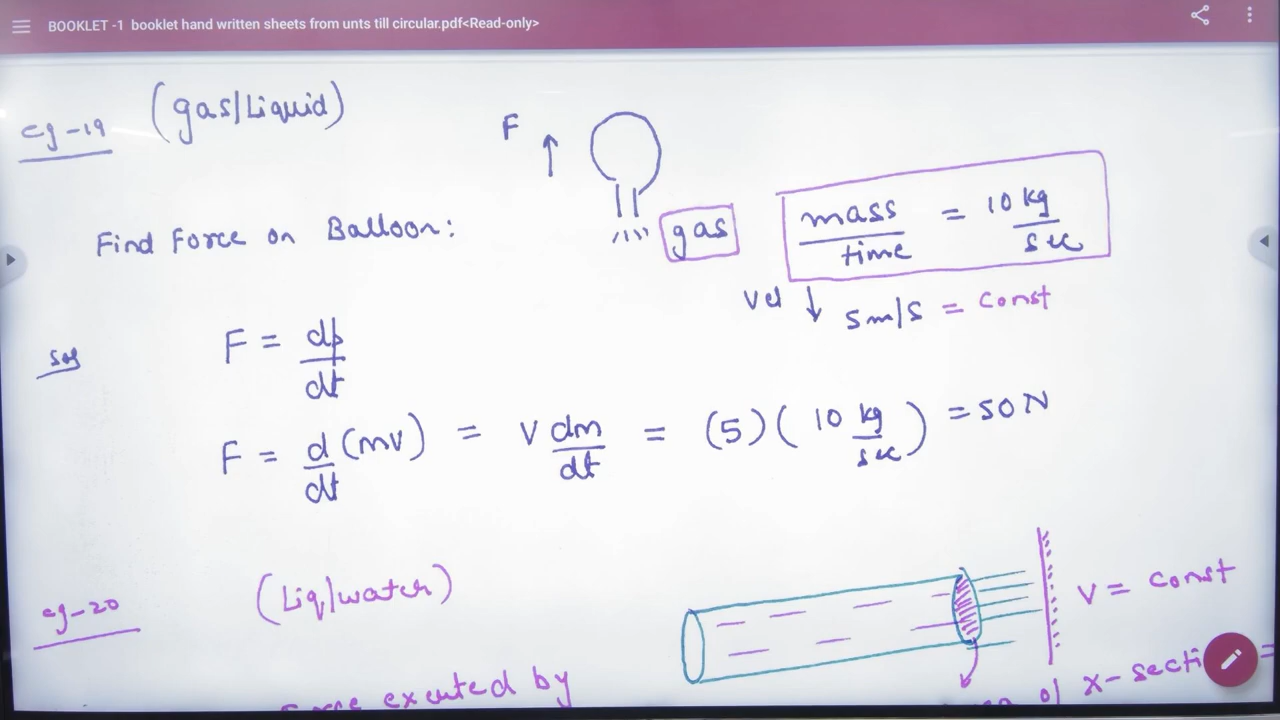 BOOKLET -1 booklet hand written sheets from unts till circular.pdf<Read-only>
eg-19 (gas/Liquid)
F ↑
Find Force on Balloon:
gas
mass/time = 10 kg/sec
Vel ↓ 5m/s = const
Sol
F = dp/dt
F = d/dt (mv) = v dm/dt = (5)(10 kg/sec) = 50 N
eg-20 (Liq/water)
V = const
executed by
of x-secti =